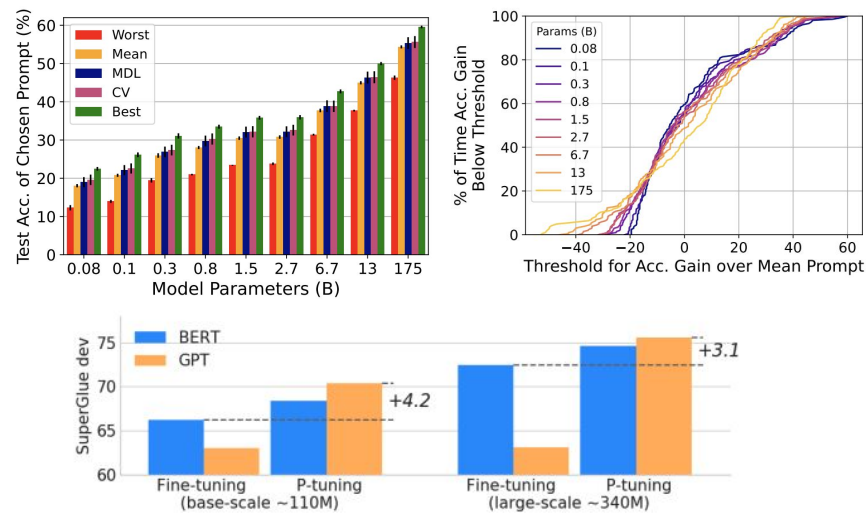 Test Acc. of Chosen Prompt (%)
60
50
40
30
20
10
0
Worst
Mean
MDL
CV
Best
0.08 0.1 0.3 0.8 1.5 2.7 6.7 13 175
Model Parameters (B)
% of Time Acc. Gain
Below Threshold
100
80
60
40
20
0
Params (B)
0.08
0.1
0.3
0.8
1.5
2.7
6.7
13
175
−40 −20 0 20 40 60
Threshold for Acc. Gain over Mean Prompt
SuperGlue dev
75
70
65
60
BERT
GPT
+4.2
+3.1
Fine-tuning P-tuning Fine-tuning P-tuning
(base-scale ~110M) (large-scale ~340M)